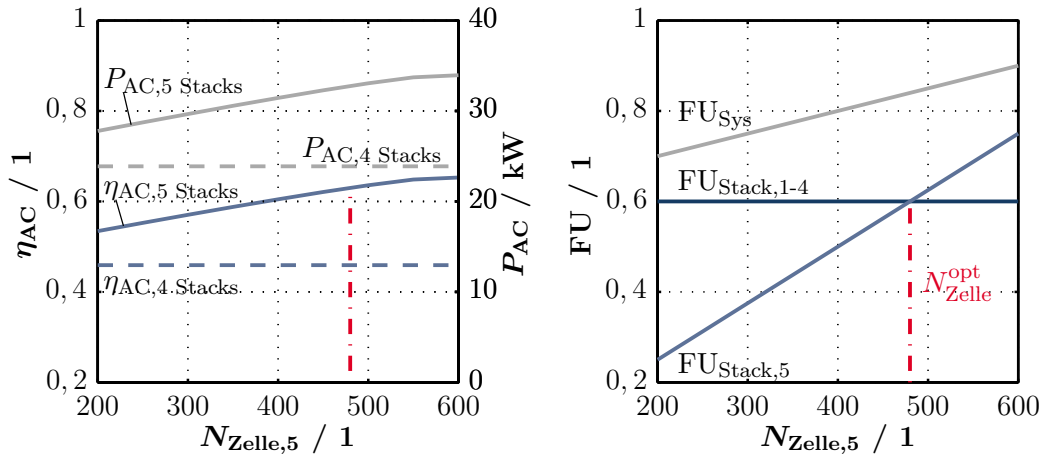 1
40
P_AC,5 Stacks
0,8
30
P_AC,4 Stacks
η_AC,5 Stacks
0,6
20
η_AC,4 Stacks
0,4
10
0,2
0
200 300 400 500 600
η_AC / 1
P_AC / kW
N_Zelle,5 / 1
1
FU_Sys
0,8
FU_Stack,1-4
0,6
N_Zelle^opt
0,4
FU_Stack,5
0,2
200 300 400 500 600
FU / 1
N_Zelle,5 / 1